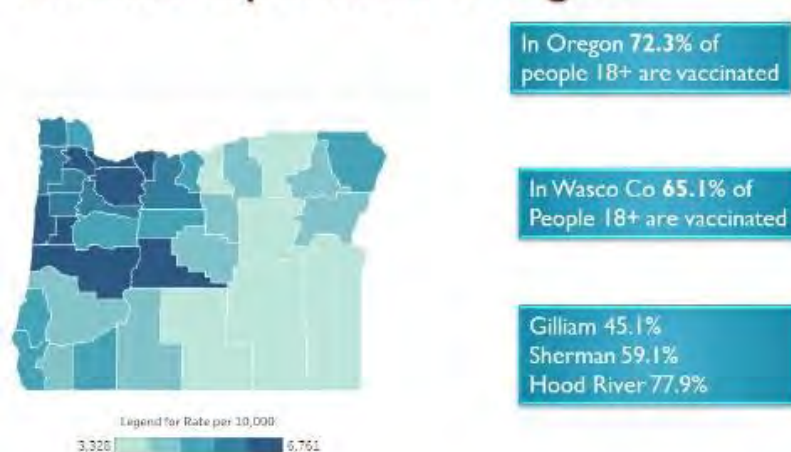 In Oregon 72.3% of
people 18+ are vaccinated
In Wasco Co 65.1% of
People 18+ are vaccinated
Gilliam 45.1%
Sherman 59.1%
Hood River 77.9%
Legend for Rate per 10,000
3,328 6,761